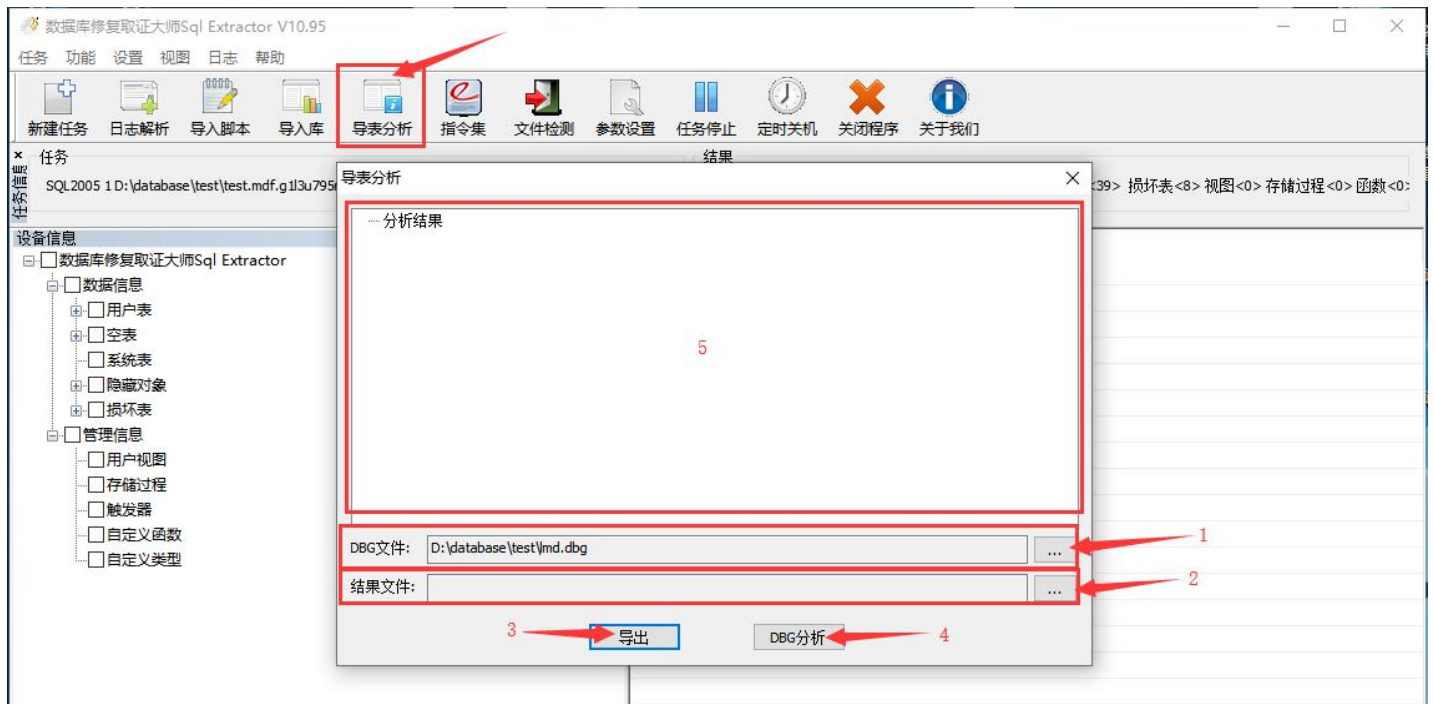 数据库修复取证大师Sql Extractor V10.95
任务 功能 设置 视图 日志 帮助
新建任务 日志解析 导入脚本 导入库 导表分析 指令集 文件检测 参数设置 任务停止 定时关机 关闭程序 关于我们
任务信息
任务
结果
SQL2005 1 D:\database\test\test.mdf.g1l3u795
<39> 损坏表<8> 视图<0> 存储过程<0> 函数<0>
设备信息
数据库修复取证大师Sql Extractor
数据信息
用户表
空表
系统表
隐藏对象
损坏表
管理信息
用户视图
存储过程
触发器
自定义函数
自定义类型
导表分析
分析结果
5
DBG文件: D:\database\test\lmd.dbg ...
1
结果文件: ...
2
3
导出
DBG分析
4